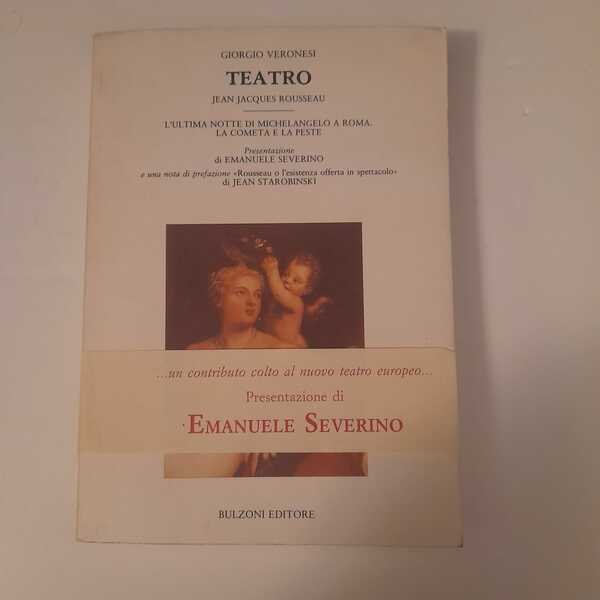 GIORGIO VERONESI
TEATRO
JEAN JACQUES ROUSSEAU
L'ULTIMA NOTTE DI MICHELANGELO A ROMA.
LA COMETA E LA PESTE
Presentazione
di EMANUELE SEVERINO
e una nota di prefazione «Rousseau o l'esistenza offerta in spettacolo»
di JEAN STAROBINSKI
...un contributo colto al nuovo teatro europeo...
Presentazione di
EMANUELE SEVERINO
BULZONI EDITORE